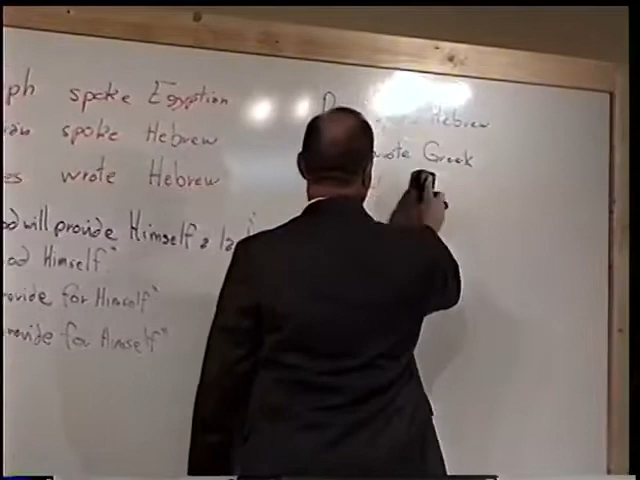 ph spoke Egyptian
spoke Hebrew
es wrote Hebrew
od will provide Himself a la
od Himself"
rovide for Himself"
rovide for Himself"
Hebrew
wrote Greek